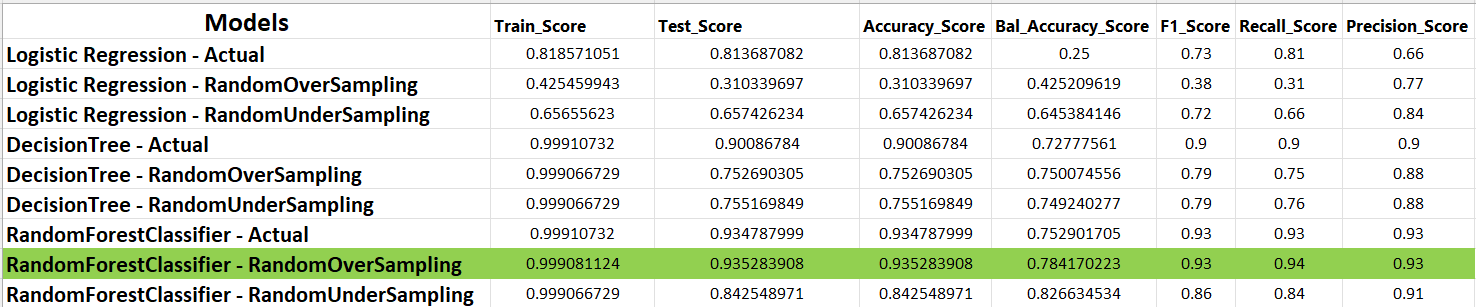 Models Train_Score Test_Score Accuracy_Score Bal_Accuracy_Score F1_Score Recall_Score Precision_Score
Logistic Regression - Actual 0.818571051 0.813687082 0.813687082 0.25 0.73 0.81 0.66
Logistic Regression - RandomOverSampling 0.425459943 0.310339697 0.310339697 0.425209619 0.38 0.31 0.77
Logistic Regression - RandomUnderSampling 0.65655623 0.657426234 0.657426234 0.645384146 0.72 0.66 0.84
DecisionTree - Actual 0.99910732 0.90086784 0.90086784 0.72777561 0.9 0.9 0.9
DecisionTree - RandomOverSampling 0.999066729 0.752690305 0.752690305 0.750074556 0.79 0.75 0.88
DecisionTree - RandomUnderSampling 0.999066729 0.755169849 0.755169849 0.749240277 0.79 0.76 0.88
RandomForestClassifier - Actual 0.99910732 0.934787999 0.934787999 0.752901705 0.93 0.93 0.93
RandomForestClassifier - RandomOverSampling 0.999081124 0.935283908 0.935283908 0.784170223 0.93 0.94 0.93
RandomForestClassifier - RandomUnderSampling 0.999066729 0.842548971 0.842548971 0.826634534 0.86 0.84 0.91